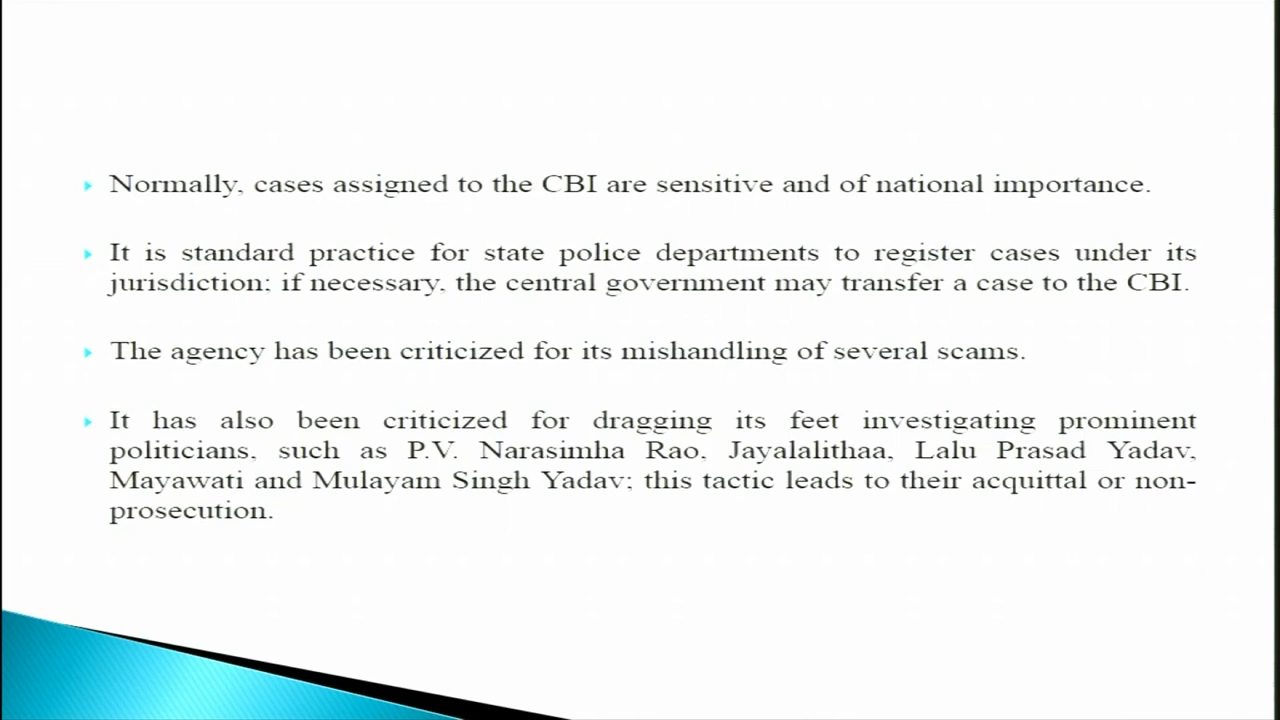 Normally, cases assigned to the CBI are sensitive and of national importance.
It is standard practice for state police departments to register cases under its
jurisdiction; if necessary, the central government may transfer a case to the CBI.
The agency has been criticized for its mishandling of several scams.
It has also been criticized for dragging its feet investigating prominent
politicians, such as P.V. Narasimha Rao, Jayalalithaa, Lalu Prasad Yadav,
Mayawati and Mulayam Singh Yadav; this tactic leads to their acquittal or non-
prosecution.